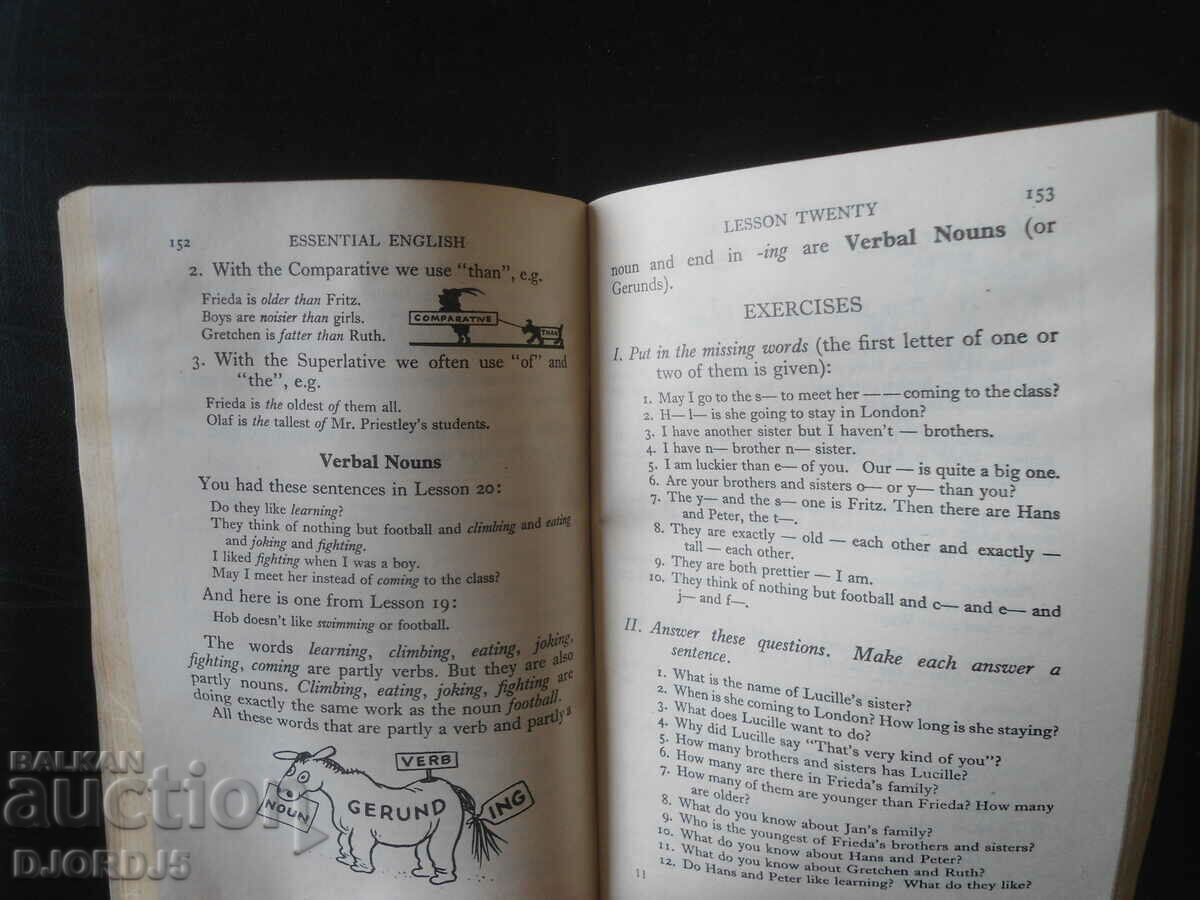 152 ESSENTIAL ENGLISH
2. With the Comparative we use "than", e.g.
Frieda is older than Fritz.
Boys are noisier than girls.
Gretchen is fatter than Ruth.
COMPARATIVE THAN
3. With the Superlative we often use "of" and
"the", e.g.
Frieda is the oldest of them all.
Olaf is the tallest of Mr. Priestley's students.
Verbal Nouns
You had these sentences in Lesson 20:
Do they like learning?
They think of nothing but football and climbing and eating
and joking and fighting.
I liked fighting when I was a boy.
May I meet her instead of coming to the class?
And here is one from Lesson 19:
Hob doesn't like swimming or football.
The words learning, climbing, eating, joking,
fighting, coming are partly verbs. But they are also
partly nouns. Climbing, eating, joking, fighting are
doing exactly the same work as the noun football.
All these words that are partly a verb and partly a
VERB
NOUN GERUND ING
LESSON TWENTY 153
noun and end in -ing are Verbal Nouns (or
Gerunds).
EXERCISES
I. Put in the missing words (the first letter of one or
two of them is given):
1. May I go to the s— to meet her — — coming to the class?
2. H— l— is she going to stay in London?
3. I have another sister but I haven't — brothers.
4. I have n— brother n— sister.
5. I am luckier than e— of you. Our — is quite a big one.
6. Are your brothers and sisters o— or y— than you?
7. The y— and the s— one is Fritz. Then there are Hans
and Peter, the t—.
8. They are exactly — old — each other and exactly —
tall — each other.
9. They are both prettier — I am.
10. They think of nothing but football and c— and e— and
j— and f—.
II. Answer these questions. Make each answer a
sentence.
1. What is the name of Lucille's sister?
2. When is she coming to London? How long is she staying?
3. What does Lucille want to do?
4. Why did Lucille say "That's very kind of you"?
5. How many brothers and sisters has Lucille?
6. How many are there in Frieda's family?
7. How many of them are younger than Frieda? How many
are older?
8. What do you know about Jan's family?
9. Who is the youngest of Frieda's brothers and sisters?
10. What do you know about Hans and Peter?
11. What do you know about Gretchen and Ruth?
12. Do Hans and Peter like learning? What do they like?
11
BALKAN
auction
DJORDJ5